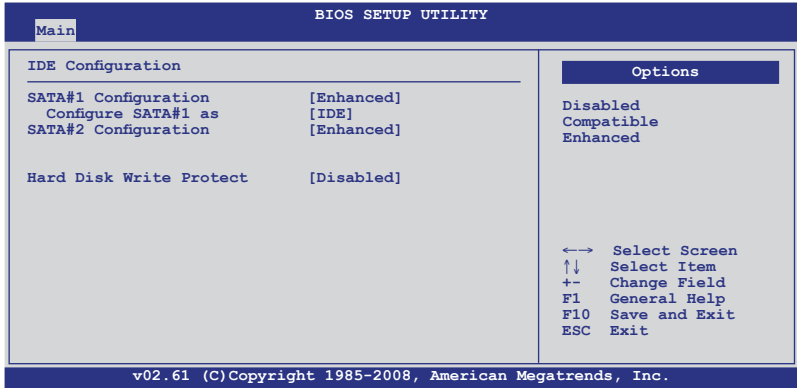 BIOS SETUP UTILITY
Main
IDE Configuration
SATA#1 Configuration [Enhanced]
Configure SATA#1 as [IDE]
SATA#2 Configuration [Enhanced]
Hard Disk Write Protect [Disabled]
Options
Disabled
Compatible
Enhanced
←→ Select Screen
↑↓ Select Item
+- Change Field
F1 General Help
F10 Save and Exit
ESC Exit
v02.61 (C)Copyright 1985-2008, American Megatrends, Inc.